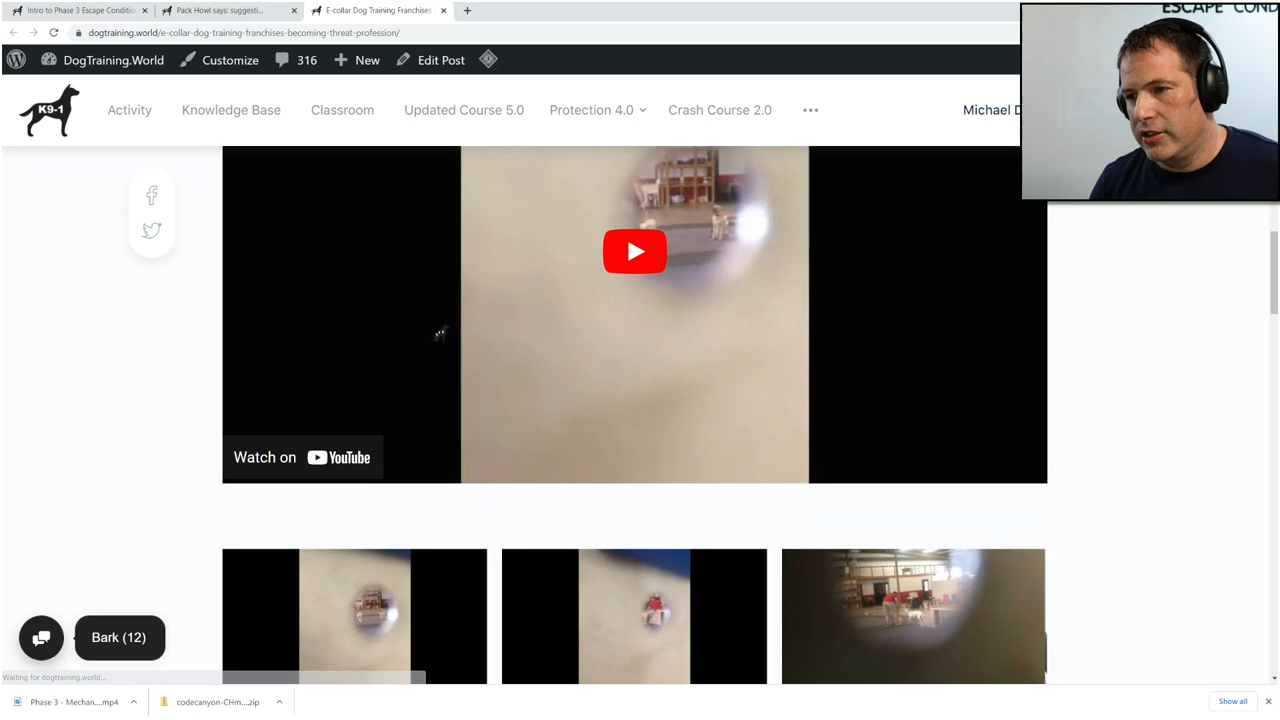 Intro to Phase 3 Escape Conditio
Pack Howl says: suggesti...
E-collar Dog Training Franchises
ESCAPE COND
dogtraining.world/e-collar-dog-training-franchises-becoming-threat-profession/
DogTraining.World
Customize
316
New
Edit Post
K9-1
Activity
Knowledge Base
Classroom
Updated Course 5.0
Protection 4.0
Crash Course 2.0
Michael D
Watch on YouTube
Bark (12)
Waiting for dogtraining.world...
Phase 3 - Mechan....mp4
codecanyon-CHm....zip
Show all